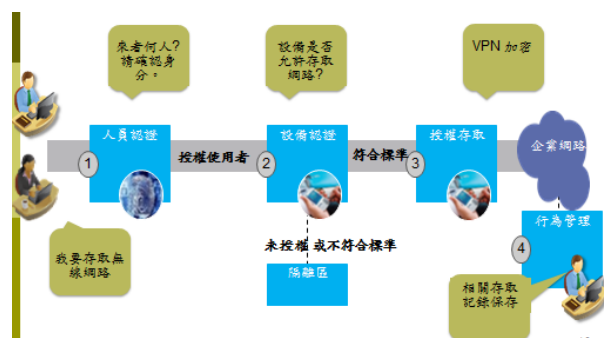 來者何人?
請確認身
分。
設備是否
允許存取
網路?
VPN 加密
1
人員認證
授權使用者
2
設備認證
符合標準
3
授權存取
企業網路
我要存取無
線網路
未授權 或不符合標準
隔離區
4
行為管理
相關存取
記錄保存